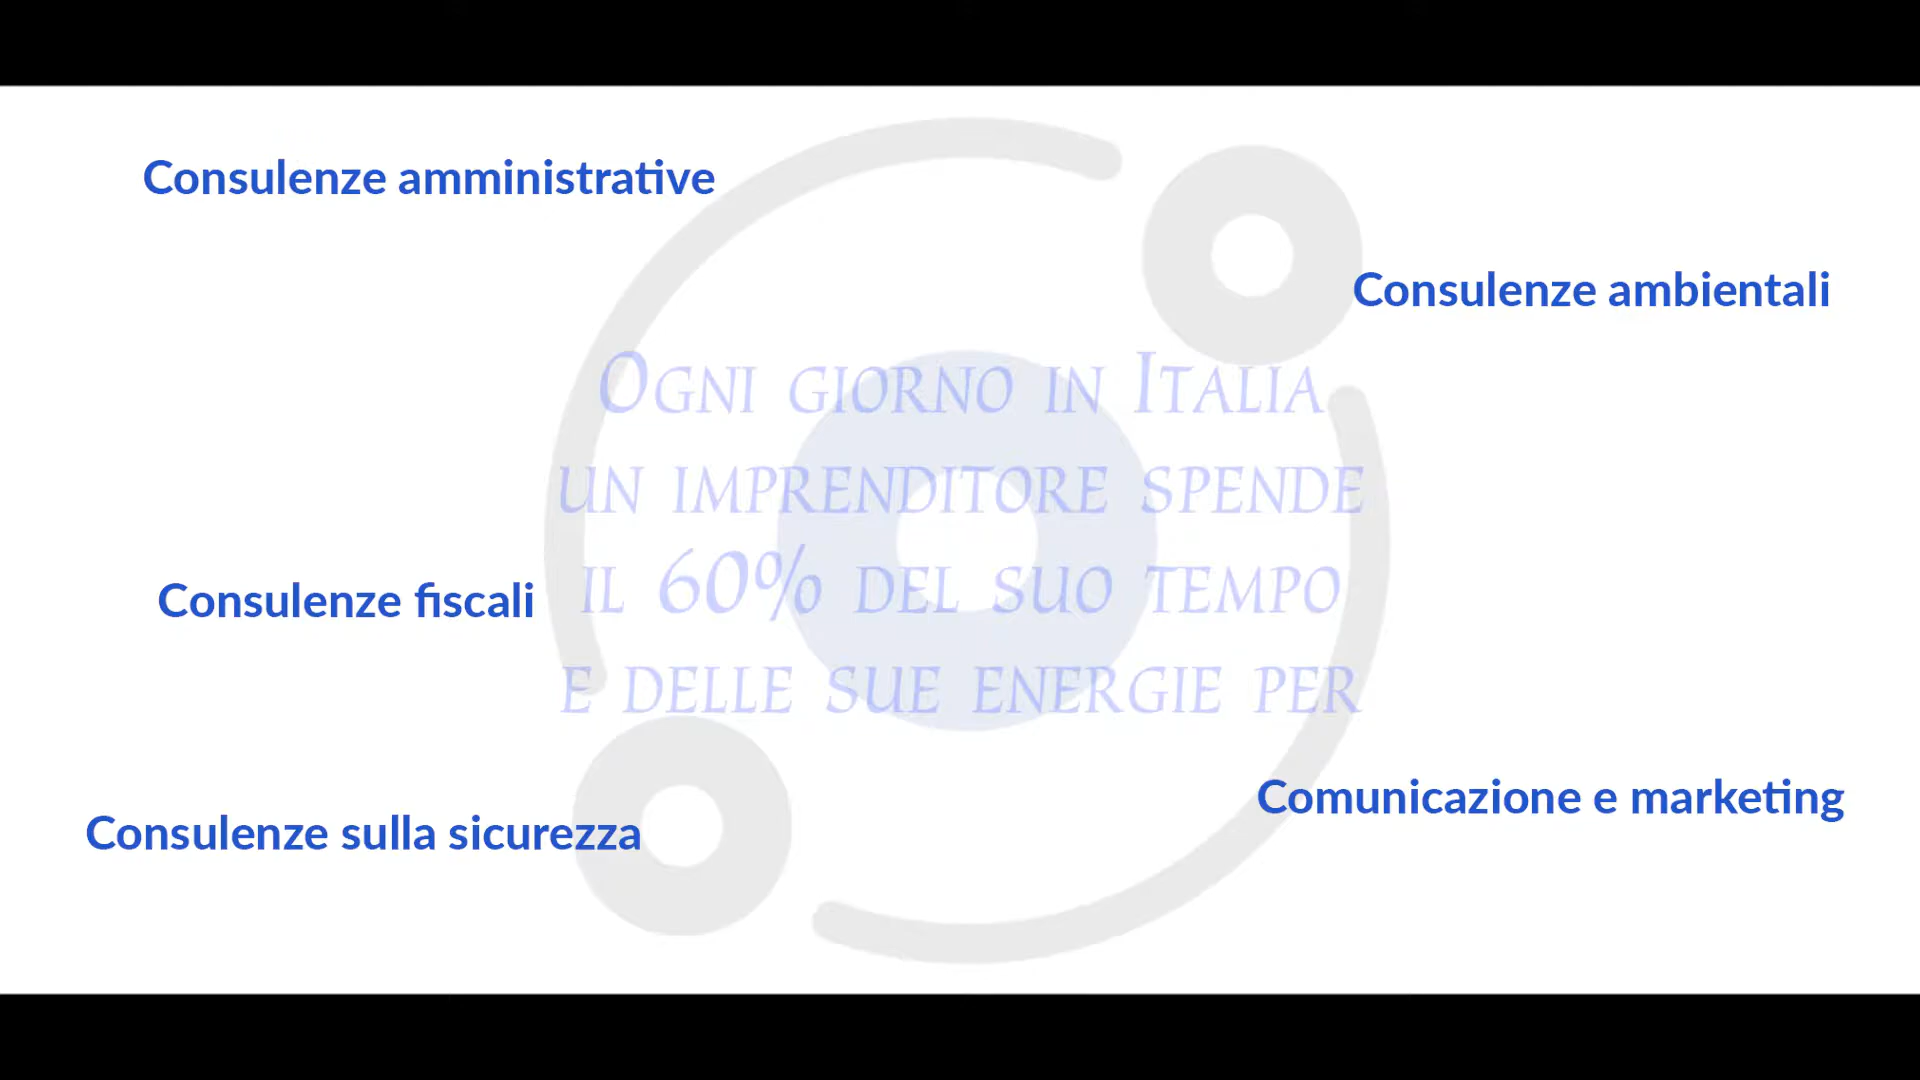 Consulenze amministrative
Consulenze ambientali
Ogni giorno in Italia
un imprenditore spende
il 60% del suo tempo
e delle sue energie per
Consulenze fiscali
Comunicazione e marketing
Consulenze sulla sicurezza